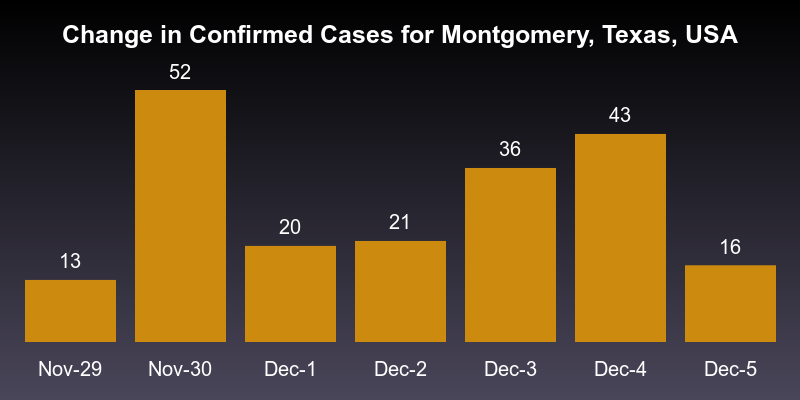 Change in Confirmed Cases for Montgomery, Texas, USA
13 52 20 21 36 43 16
Nov-29 Nov-30 Dec-1 Dec-2 Dec-3 Dec-4 Dec-5